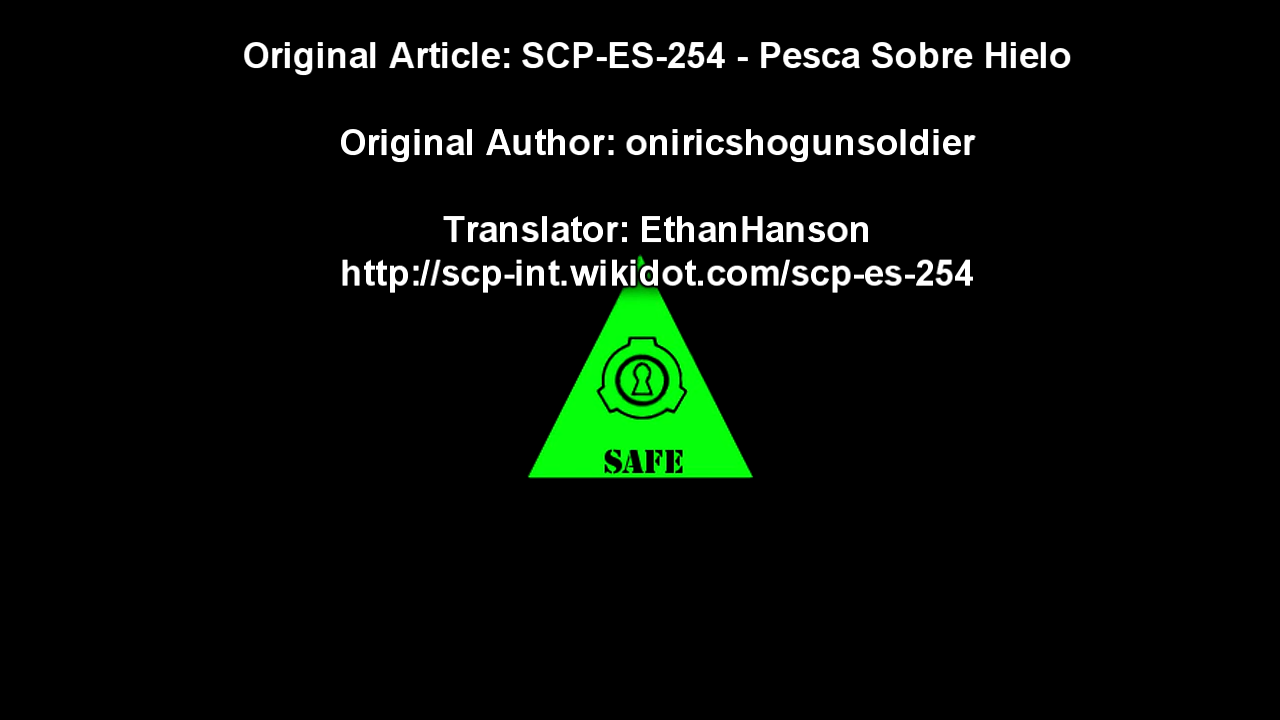 Original Article: SCP-ES-254 - Pesca Sobre Hielo
Original Author: oniricshogunsoldier
Translator: EthanHanson
http://scp-int.wikidot.com/scp-es-254
SAFE